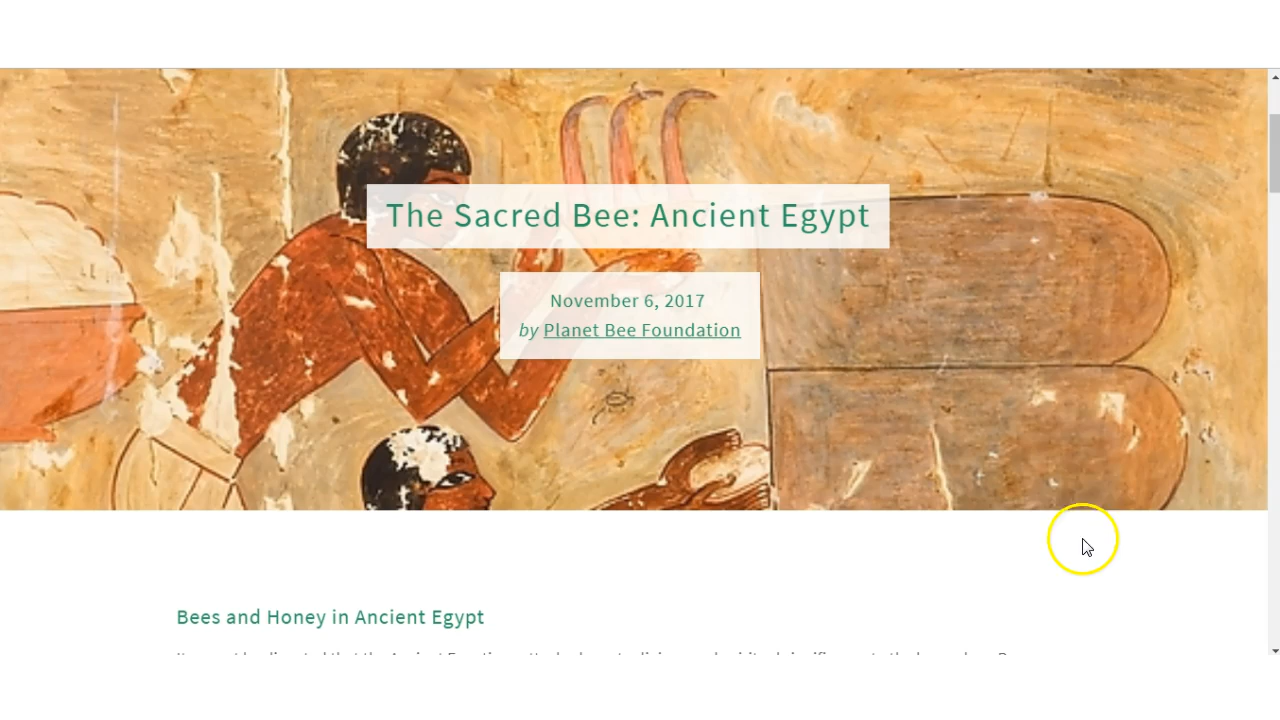 The Sacred Bee: Ancient Egypt
November 6, 2017
by Planet Bee Foundation
Bees and Honey in Ancient Egypt